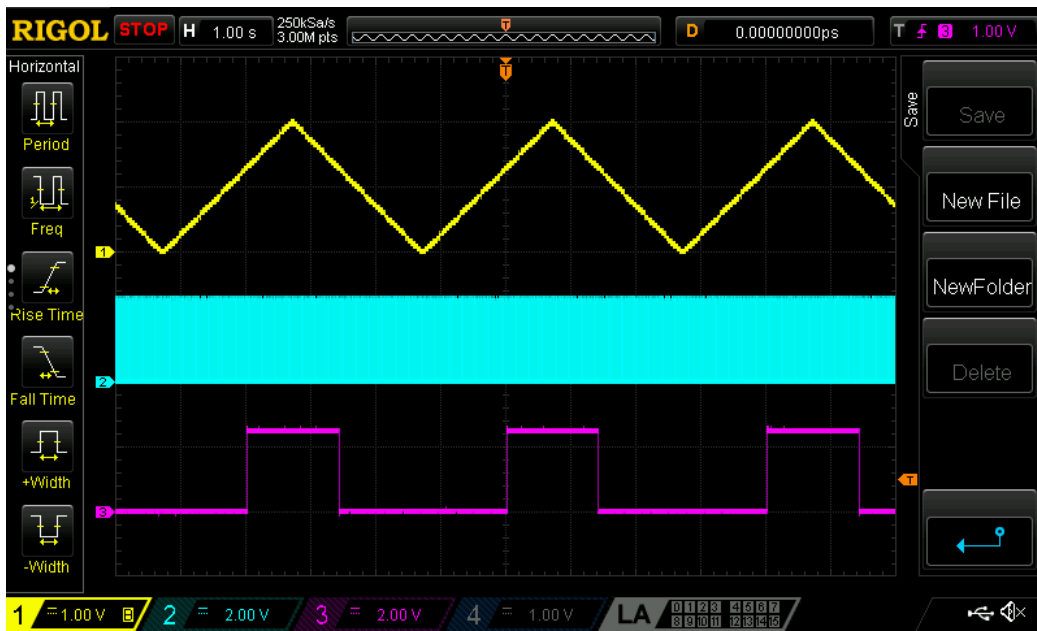 RIGOL STOP H 1.00 s 250kSa/s 3.00M pts T D 0.00000000ps T 3 1.00 V
Horizontal
T
Save
Save
Period
New File
1/ Freq
1
NewFolder
Rise Time
2
Delete
Fall Time
+Width
T
3
-Width
1 1.00 V B 2 2.00 V 3 2.00 V 4 1.00 V LA 0 1 2 3 4 5 6 7
8 9 10 11 12 13 14 15